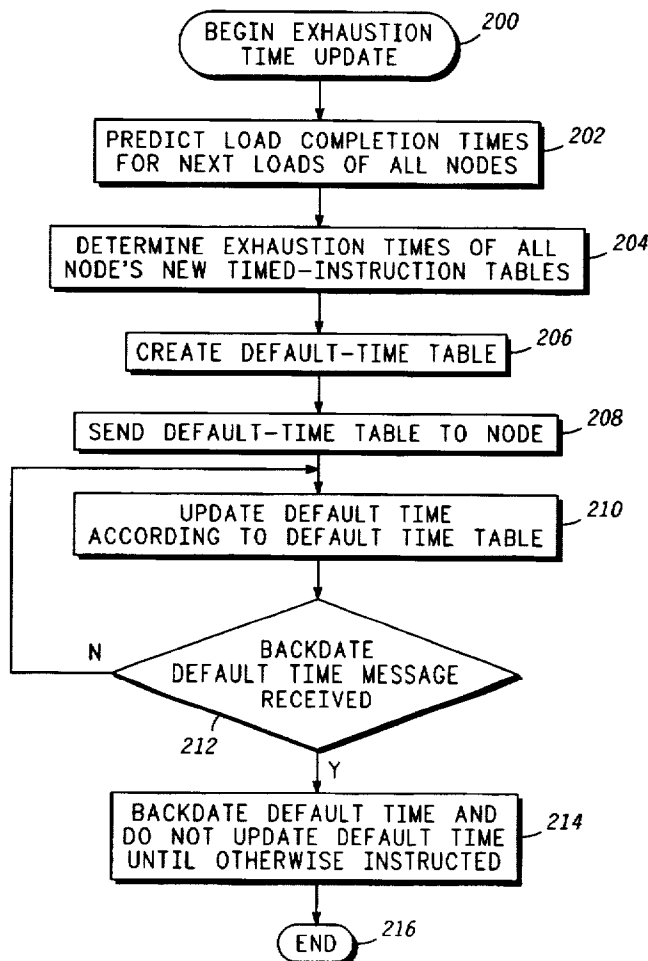 BEGIN EXHAUSTION
TIME UPDATE
200
PREDICT LOAD COMPLETION TIMES
FOR NEXT LOADS OF ALL NODES
202
DETERMINE EXHAUSTION TIMES OF ALL
NODE'S NEW TIMED-INSTRUCTION TABLES
204
CREATE DEFAULT-TIME TABLE
206
SEND DEFAULT-TIME TABLE TO NODE
208
UPDATE DEFAULT TIME
ACCORDING TO DEFAULT TIME TABLE
210
N
BACKDATE
DEFAULT TIME MESSAGE
RECEIVED
212
Y
BACKDATE DEFAULT TIME AND
DO NOT UPDATE DEFAULT TIME
UNTIL OTHERWISE INSTRUCTED
214
END
216